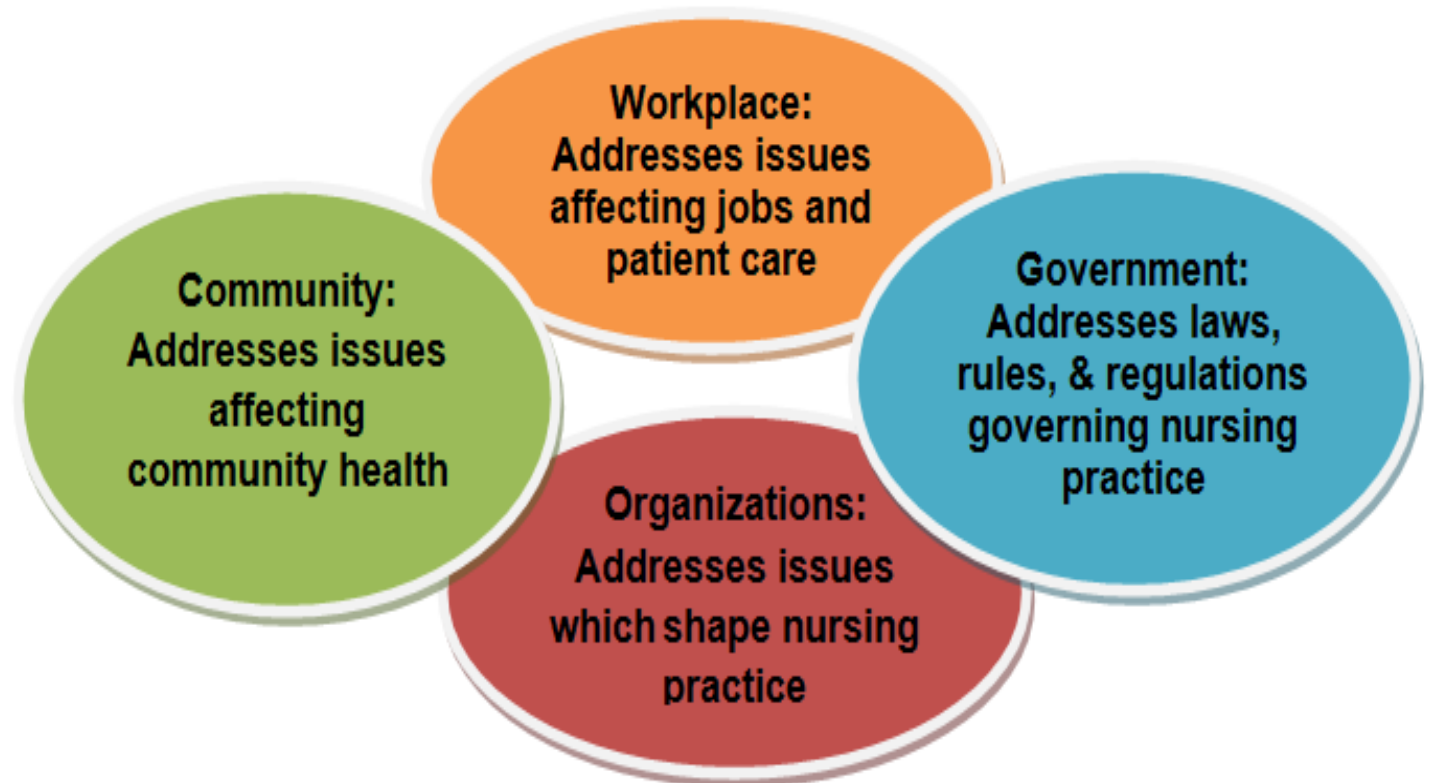 Workplace:
Addresses issues
affecting jobs and
patient care
Community:
Addresses issues
affecting
community health
Government:
Addresses laws,
rules, & regulations
governing nursing
practice
Organizations:
Addresses issues
which shape nursing
practice